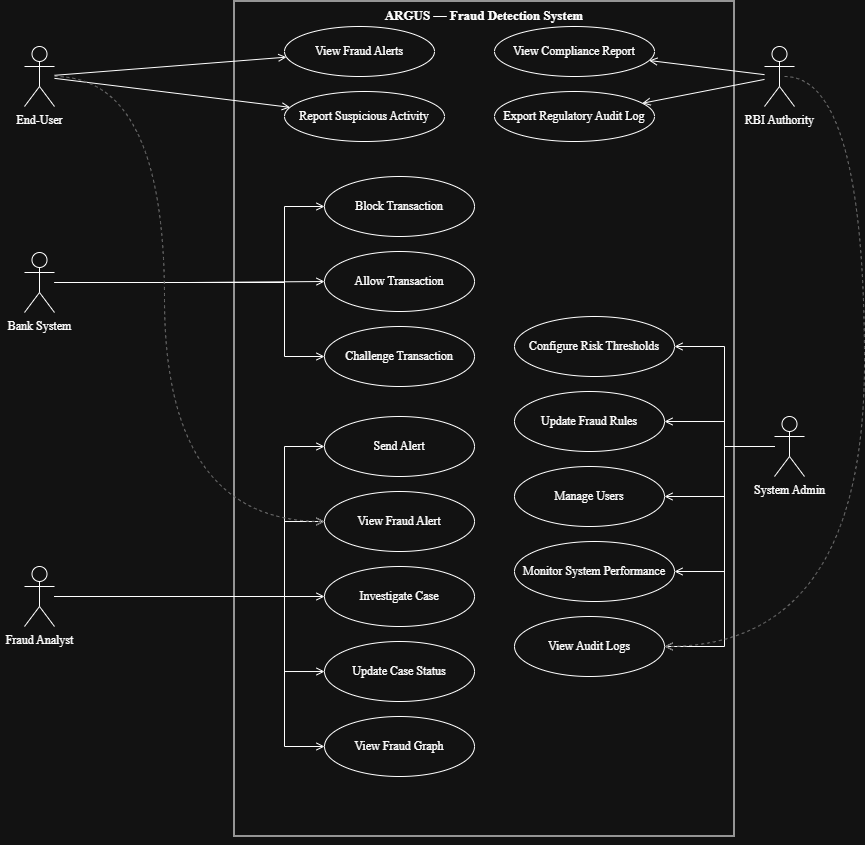 ARGUS — Fraud Detection System
View Fraud Alerts
View Compliance Report
End-User
Report Suspicious Activity
Export Regulatory Audit Log
RBI Authority
Block Transaction
Allow Transaction
Bank System
Challenge Transaction
Configure Risk Thresholds
Update Fraud Rules
Send Alert
System Admin
Manage Users
View Fraud Alert
Monitor System Performance
Investigate Case
Fraud Analyst
View Audit Logs
Update Case Status
View Fraud Graph